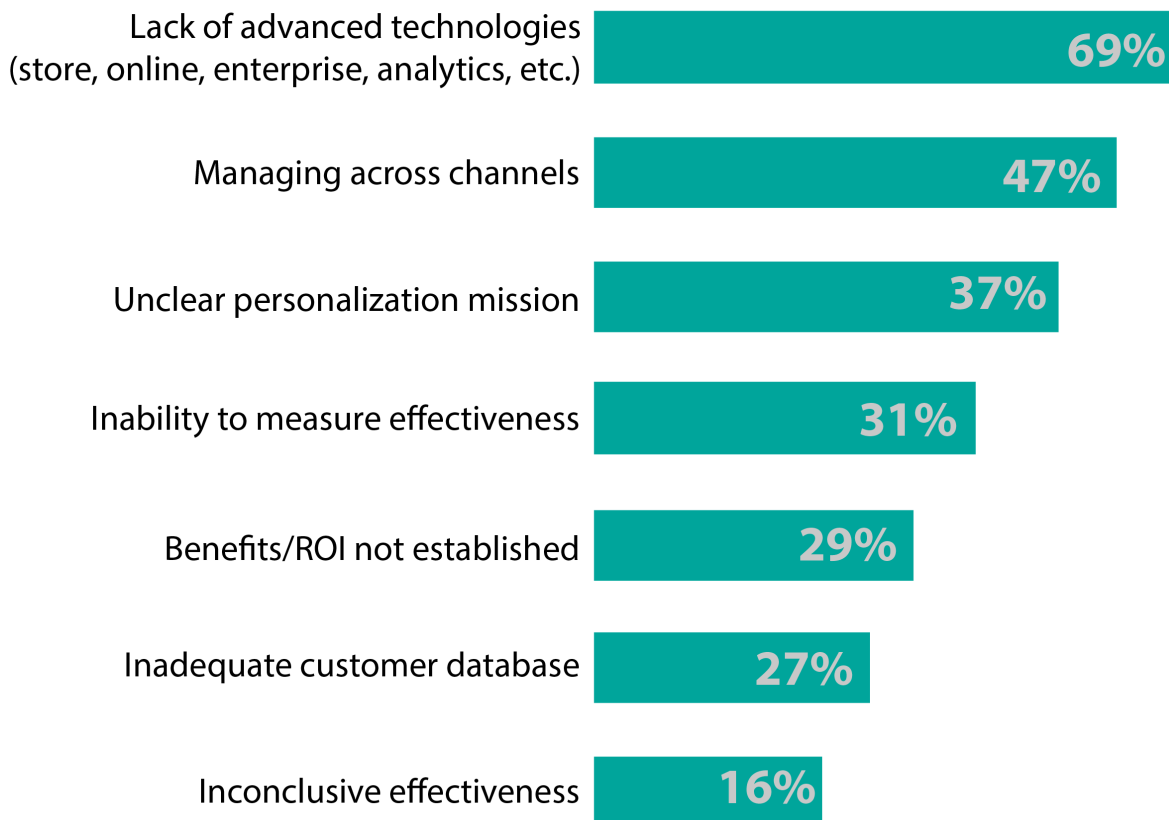 Lack of advanced technologies
(store, online, enterprise, analytics, etc.)
69%
Managing across channels
47%
Unclear personalization mission
37%
Inability to measure effectiveness
31%
Benefits/ROI not established
29%
Inadequate customer database
27%
Inconclusive effectiveness
16%